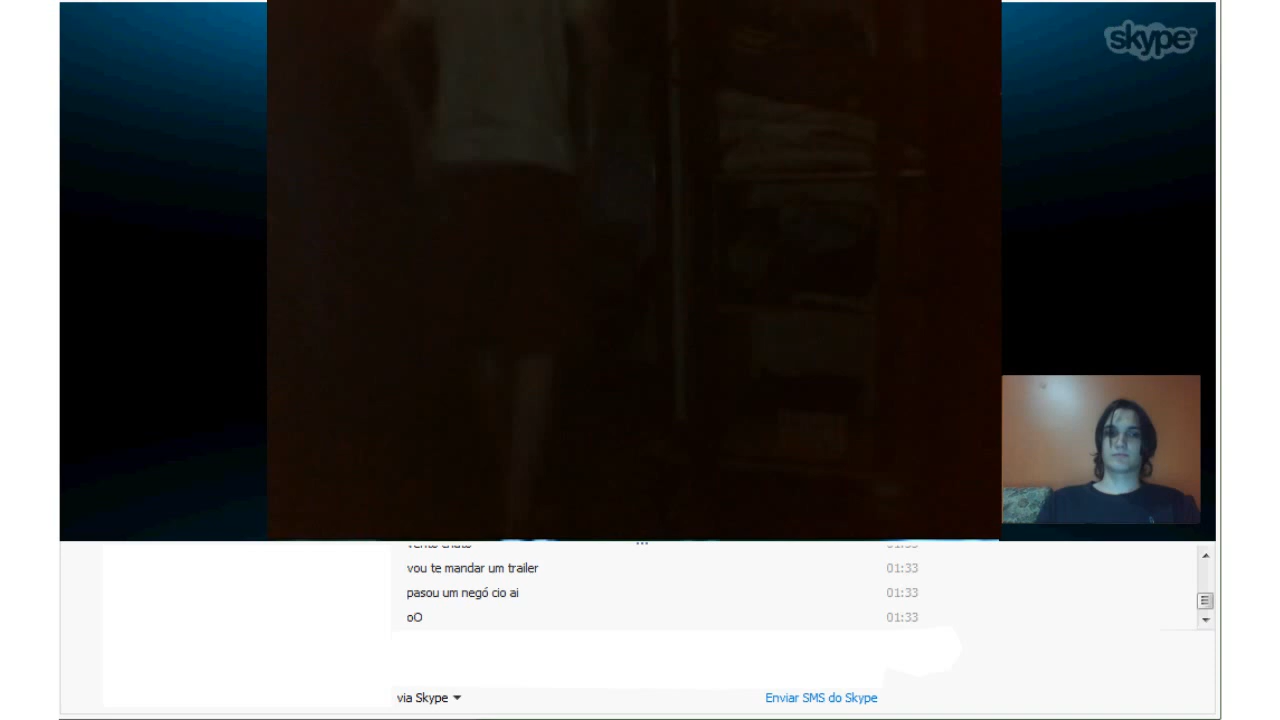 skype
vou te mandar um trailer 01:33
pasou um negó cio ai 01:33
oO 01:33
via Skype
Enviar SMS do Skype